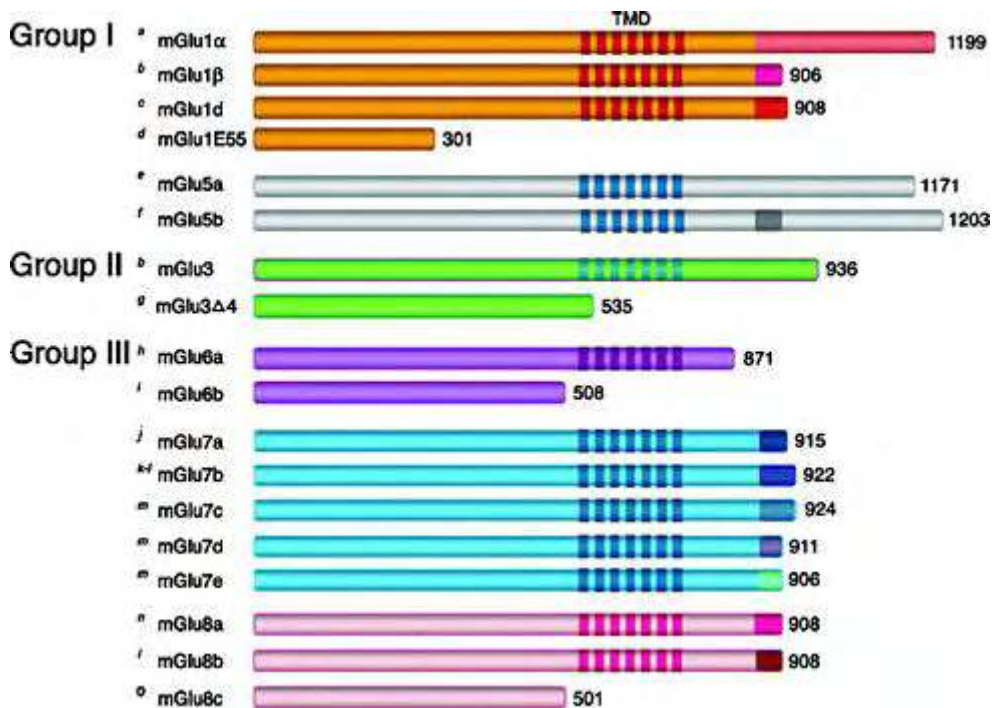 TMD
Group I a mGlu1α 1199
b mGlu1β 906
c mGlu1d 908
d mGlu1E55 301
e mGlu5a 1171
f mGlu5b 1203
Group II b mGlu3 936
g mGlu3Δ4 535
Group III h mGlu6a 871
i mGlu6b 508
j mGlu7a 915
k-l mGlu7b 922
m mGlu7c 924
m mGlu7d 911
m mGlu7e 906
n mGlu8a 908
l mGlu8b 908
o mGlu8c 501